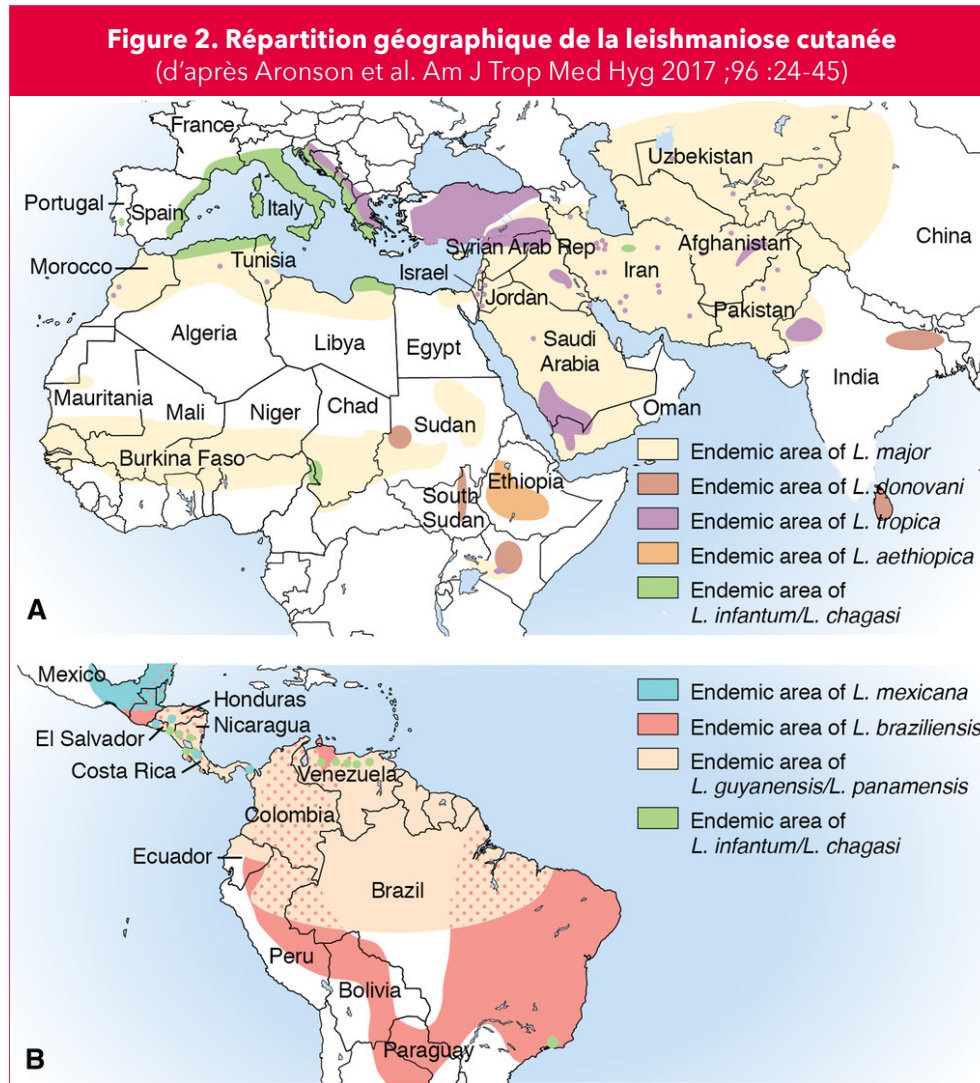 Figure 2. Répartition géographique de la leishmaniose cutanée
(d'après Aronson et al. Am J Trop Med Hyg 2017 ;96 :24-45)
France
Uzbekistan
Portugal
Spain
Italy
China
Morocco
Tunisia
Syrian Arab Rep
Afghanistan
Israel
Iran
Jordan
Pakistan
Algeria
Libya
Egypt
Saudi
Arabia
India
Mauritania
Mali
Niger
Chad
Oman
Sudan
Burkina Faso
Ethiopia
South
Sudan
Endemic area of L. major
Endemic area of L. donovani
Endemic area of L. tropica
Endemic area of L. aethiopica
Endemic area of
L. infantum/L. chagasi
A
Mexico
Honduras
Nicaragua
El Salvador
Costa Rica
Venezuela
Colombia
Ecuador
Brazil
Peru
Bolivia
Paraguay
Endemic area of L. mexicana
Endemic area of L. braziliensis
Endemic area of
L. guyanensis/L. panamensis
Endemic area of
L. infantum/L. chagasi
B